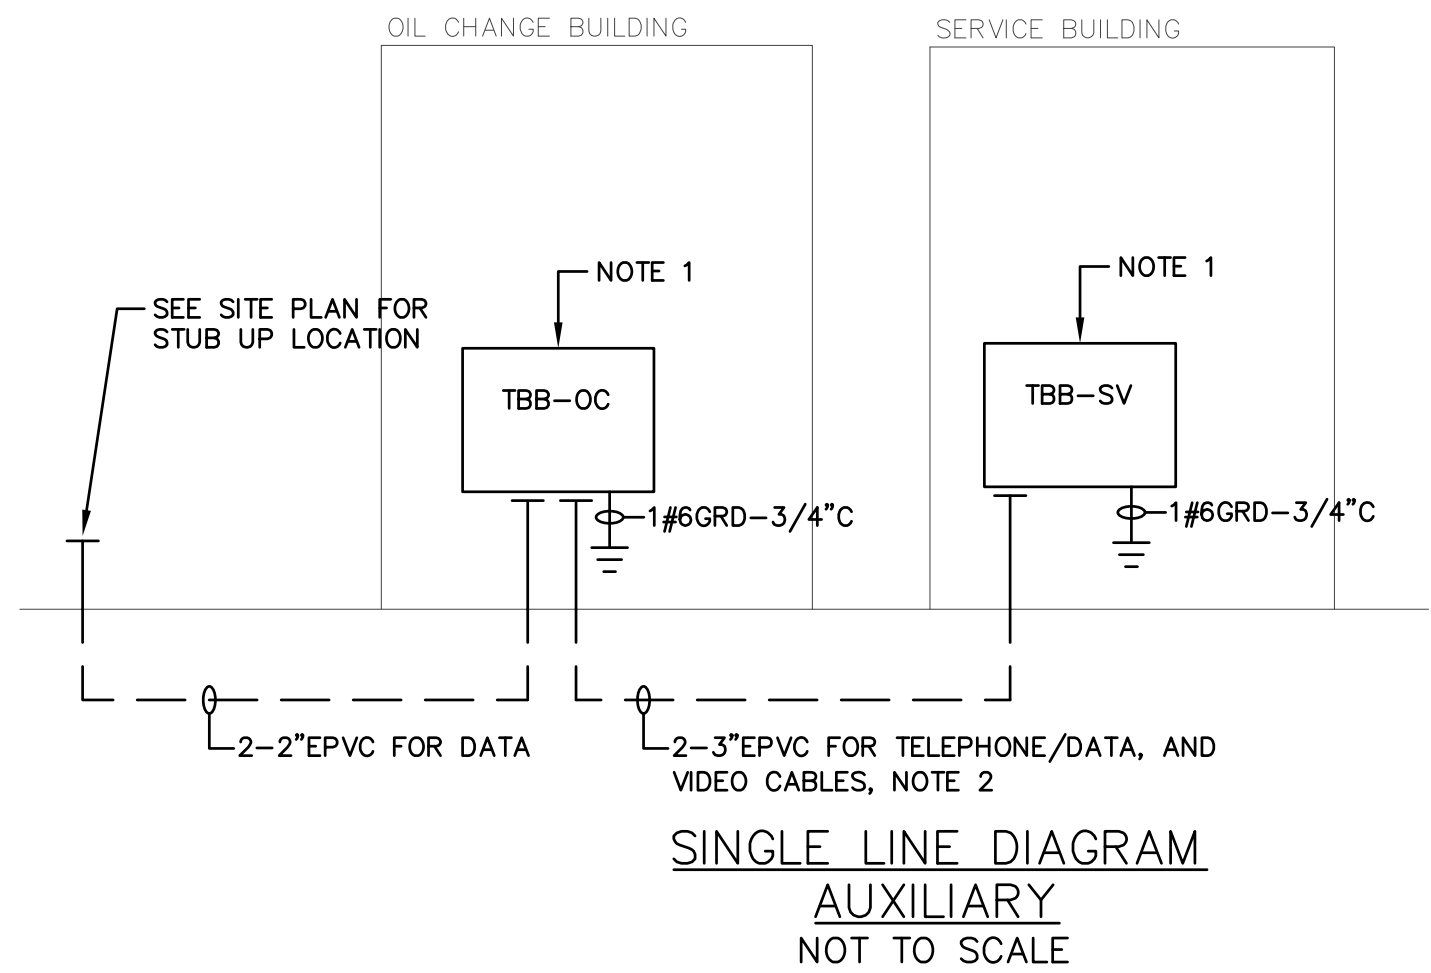 OIL CHANGE BUILDING
SERVICE BUILDING
NOTE 1
NOTE 1
SEE SITE PLAN FOR
STUB UP LOCATION
TBB-OC
TBB-SV
1#6GRD-3/4"C
1#6GRD-3/4"C
2-2"EPVC FOR DATA
2-3"EPVC FOR TELEPHONE/DATA, AND
VIDEO CABLES, NOTE 2
SINGLE LINE DIAGRAM
AUXILIARY
NOT TO SCALE